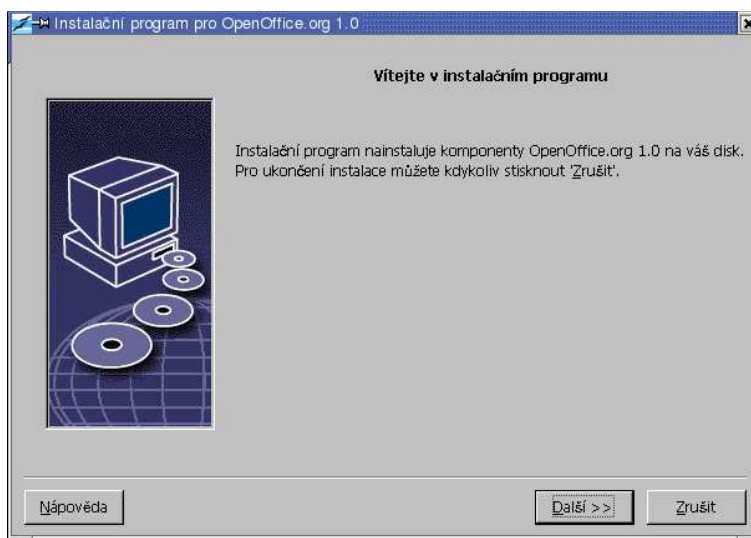 Instalační program pro OpenOffice.org 1.0
Vítejte v instalačním programu
Instalační program nainstaluje komponenty OpenOffice.org 1.0 na váš disk.
Pro ukončení instalace můžete kdykoliv stisknout 'Zrušit'.
Nápověda
Další >>
Zrušit